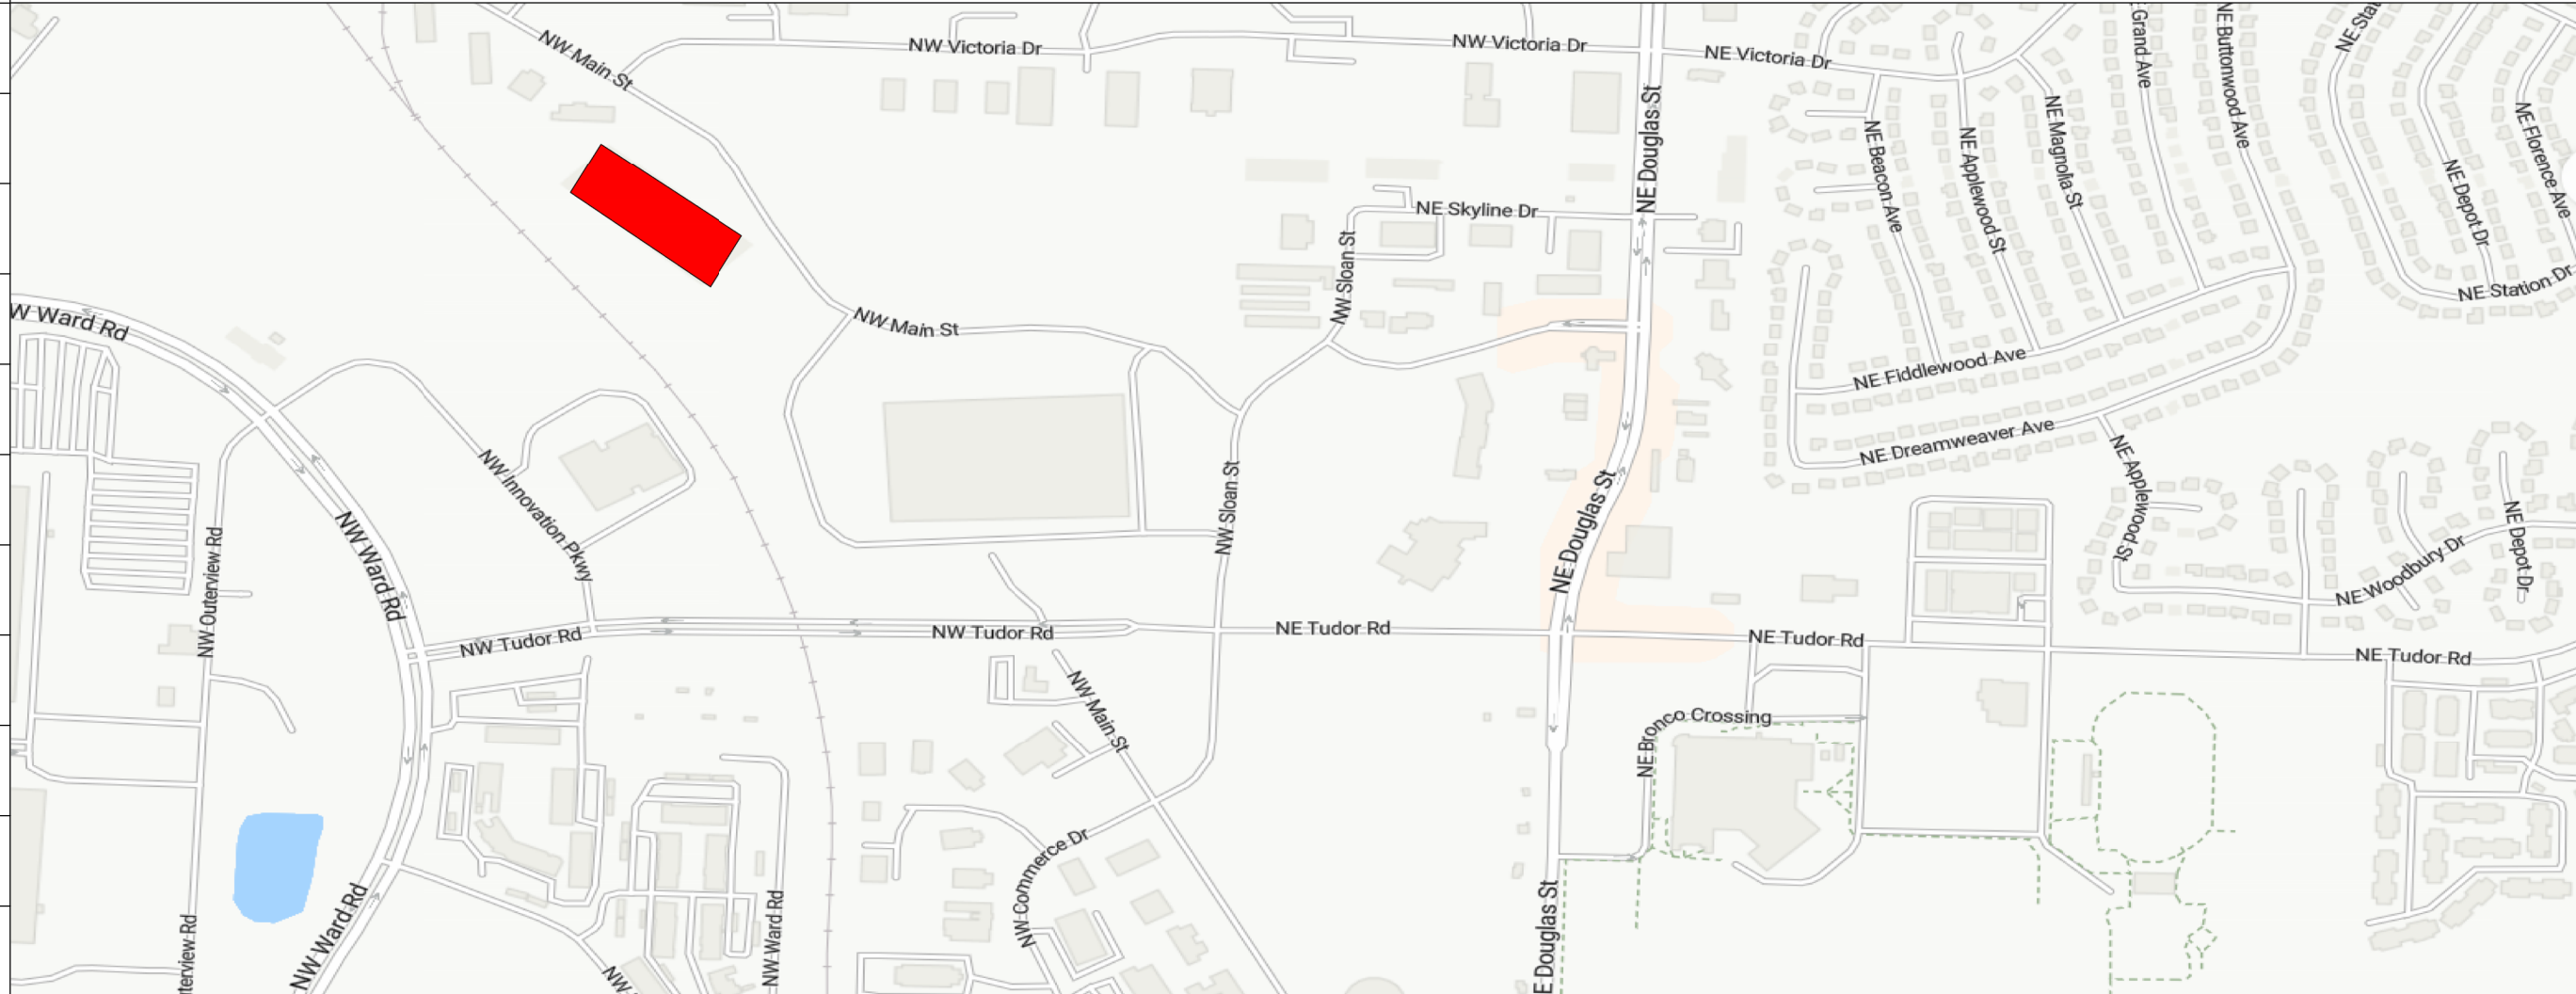 NW Main St
NW Victoria Dr
NW Victoria Dr
NE Victoria Dr
NE Grand Ave
NE Buttonwood Ave
NE Stat
NE Florence Ave
NE Depot Dr
NE Magnolia St
NE Applewood St
NE Beacon Ave
NE Douglas St
NE Skyline Dr
NW Sloan St
NE Station Dr
W Ward Rd
NW Main St
NE Fiddlewood Ave
NE Dreamweaver Ave
NE Applewood St
NW Innovation Pkwy
NW Sloan St
NE Douglas St
NW Ward Rd
NW Outerview Rd
NE Woodbury Dr
NE Depot Dr
NW Tudor Rd
NW Tudor Rd
NE Tudor Rd
NE Tudor Rd
NE Tudor Rd
NW Main St
NE Bronco Crossing
NW Commerce Dr
NW Ward Rd
NW Ward Rd
terview Rd
E Douglas St
NW